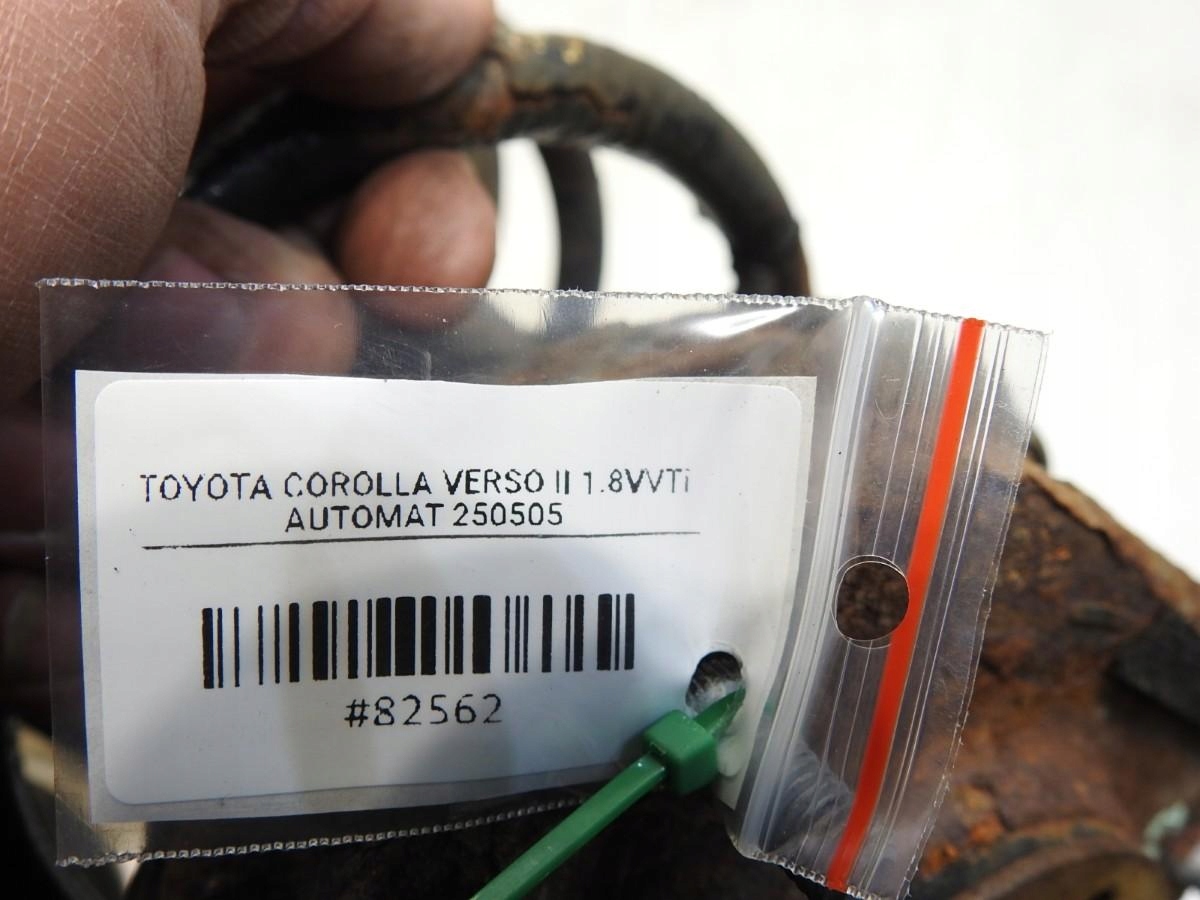 TOYOTA COROLLA VERSO II 1.8VVTi
AUTOMAT 250505
#82562